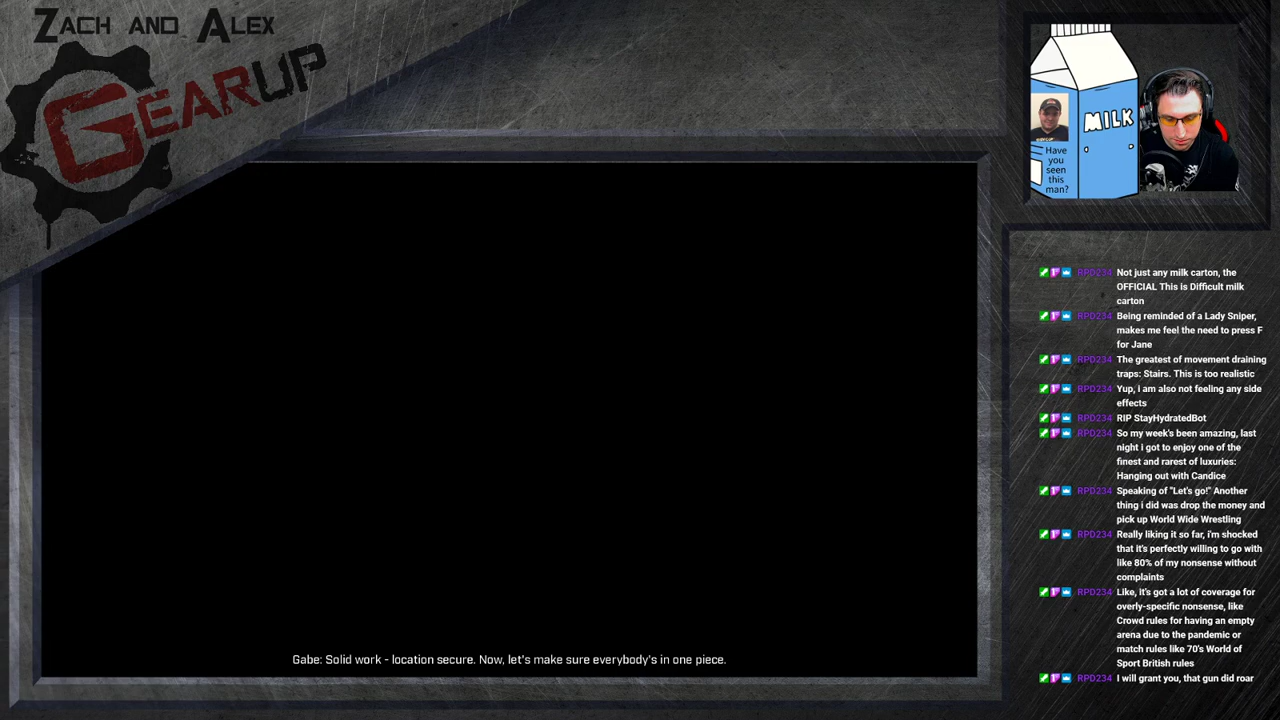 Zach and Alex
GearUp
MILK
Have
you
seen
this
man?
RPD234 Not just any milk carton, the
OFFICIAL This is Difficult milk
carton
RPD234 Being reminded of a Lady Sniper,
makes me feel the need to press F
for Jane
RPD234 The greatest of movement draining
traps: Stairs. This is too realistic
RPD234 Yup, i am also not feeling any side
effects
RPD234 RIP StayHydratedBot
RPD234 So my week's been amazing, last
night i got to enjoy one of the
finest and rarest of luxuries:
Hanging out with Candice
RPD234 Speaking of "Let's go!" Another
thing i did was drop the money and
pick up World Wide Wrestling
RPD234 Really liking it so far, i'm shocked
that it's perfectly willing to go with
like 80% of my nonsense without
complaints
RPD234 Like, it's got a lot of coverage for
overly-specific nonsense, like
Crowd rules for having an empty
arena due to the pandemic or
match rules like 70's World of
Sport British rules
RPD234 I will grant you, that gun did roar
Gabe: Solid work - location secure. Now, let's make sure everybody's in one piece.